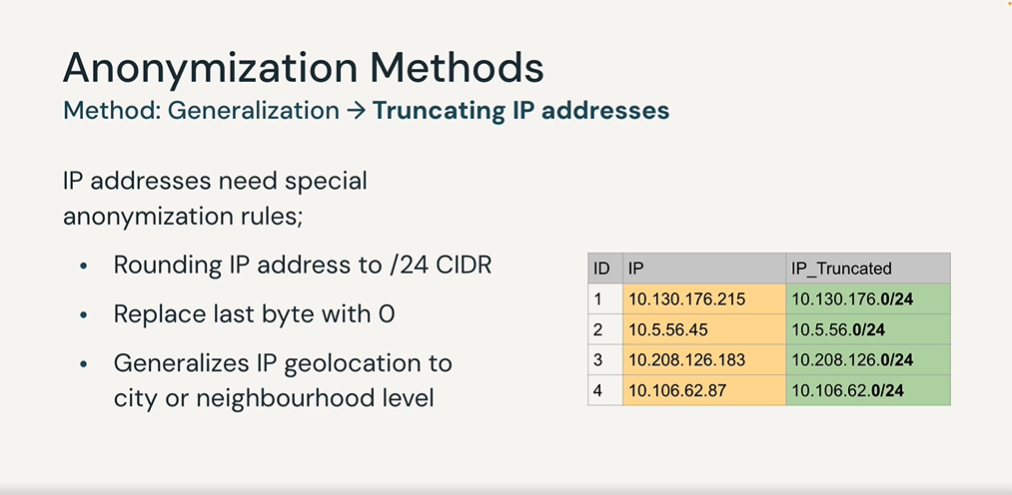 Anonymization Methods
Method: Generalization → Truncating IP addresses
IP addresses need special
anonymization rules;
• Rounding IP address to /24 CIDR
• Replace last byte with 0
• Generalizes IP geolocation to
city or neighbourhood level
ID IP IP_Truncated
1 10.130.176.215 10.130.176.0/24
2 10.5.56.45 10.5.56.0/24
3 10.208.126.183 10.208.126.0/24
4 10.106.62.87 10.106.62.0/24